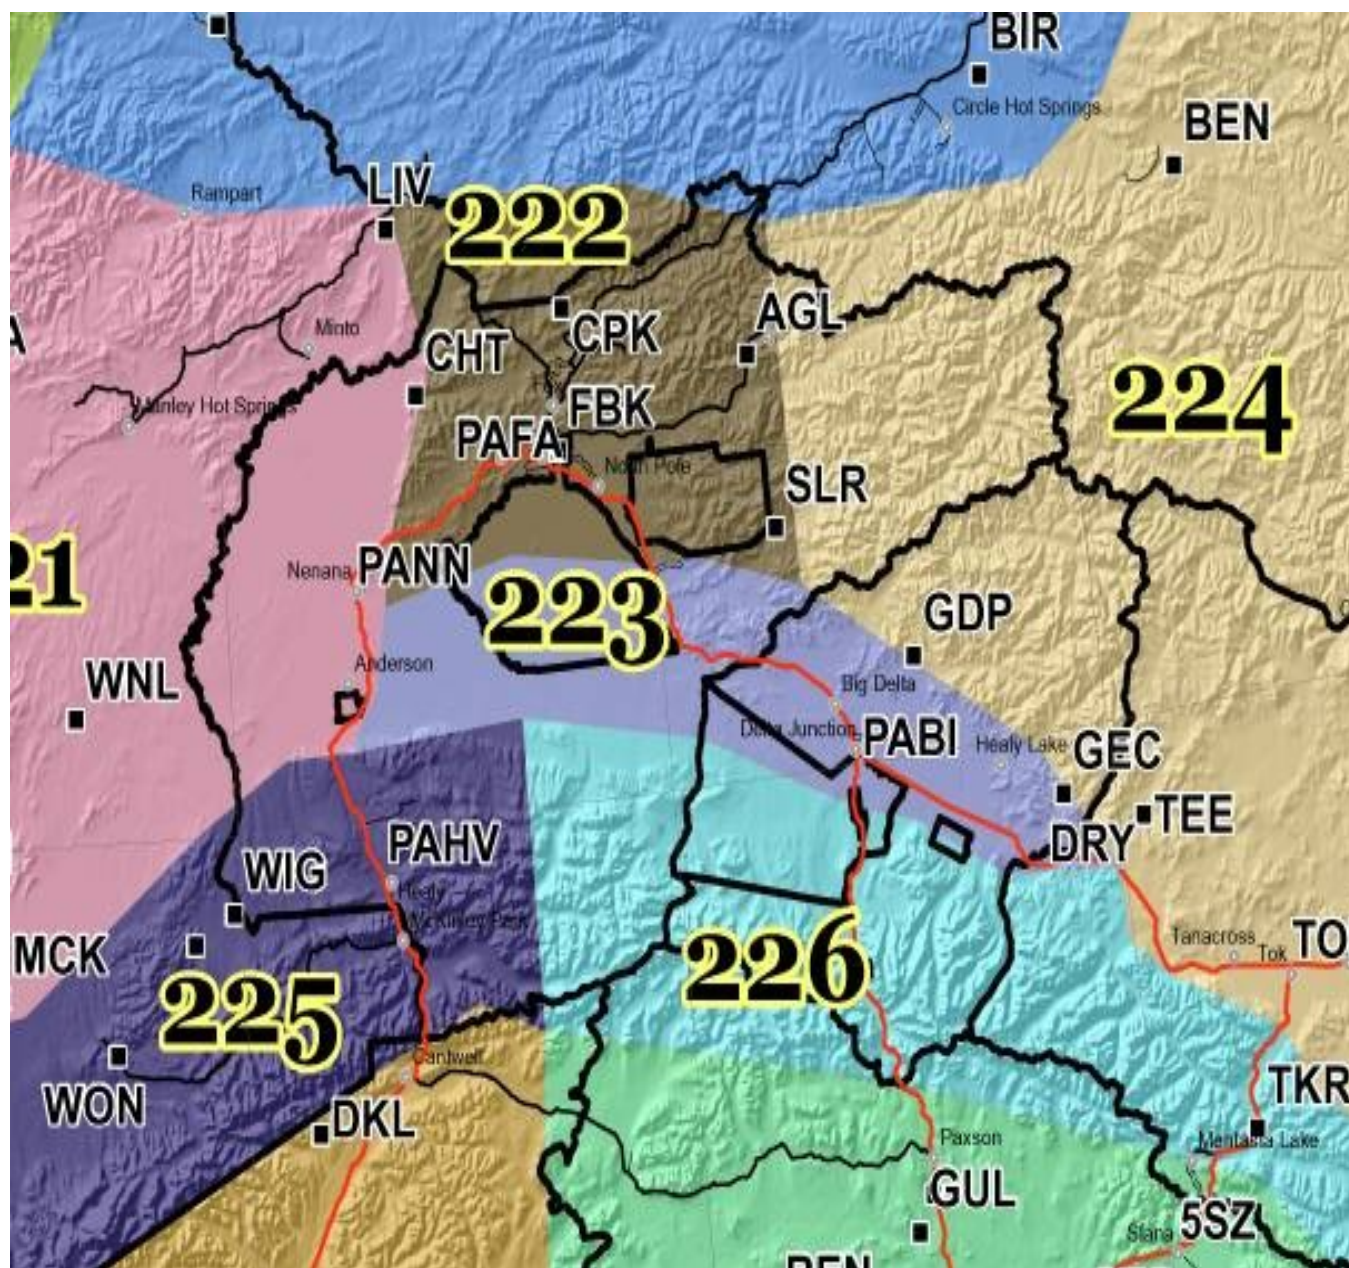 BIR
Circle Hot Springs
BEN
LIV
Rampart
222
AGL
CPK
Minto
CHT
224
FBK
Manley Hot Springs
PAFA
North Pole
SLR
21
PANN
Nenana
223
GDP
WNL
Anderson
Big Delta
Delta Junction
PABI
Healy Lake
GEC
TEE
DRY
PAHV
WIG
Healy
McKinley Park
MCK
226
Tanacross
Tok
TO
225
Cantwell
WON
DKL
TKR
Paxson
Mentasta Lake
GUL
5SZ
Slana